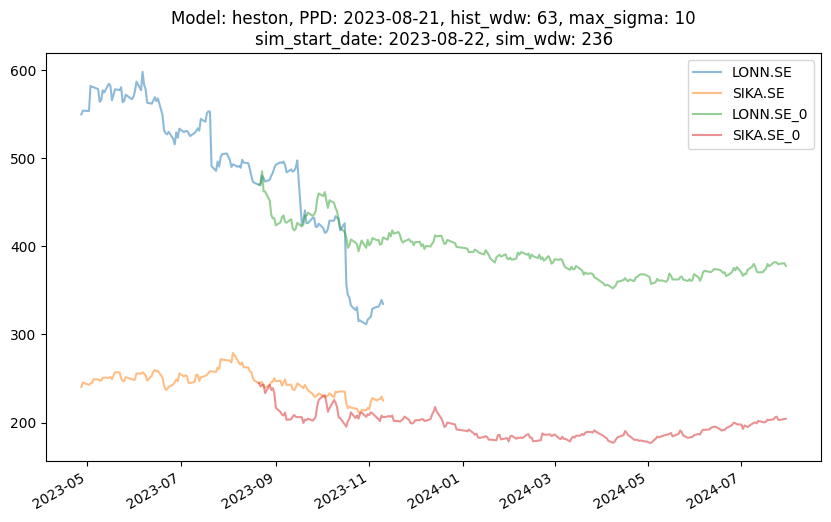 Model: heston, PPD: 2023-08-21, hist_wdw: 63, max_sigma: 10
sim_start_date: 2023-08-22, sim_wdw: 236
LONN.SE
SIKA.SE
LONN.SE_0
SIKA.SE_0
600
500
400
300
200
2023-05
2023-07
2023-09
2023-11
2024-01
2024-03
2024-05
2024-07